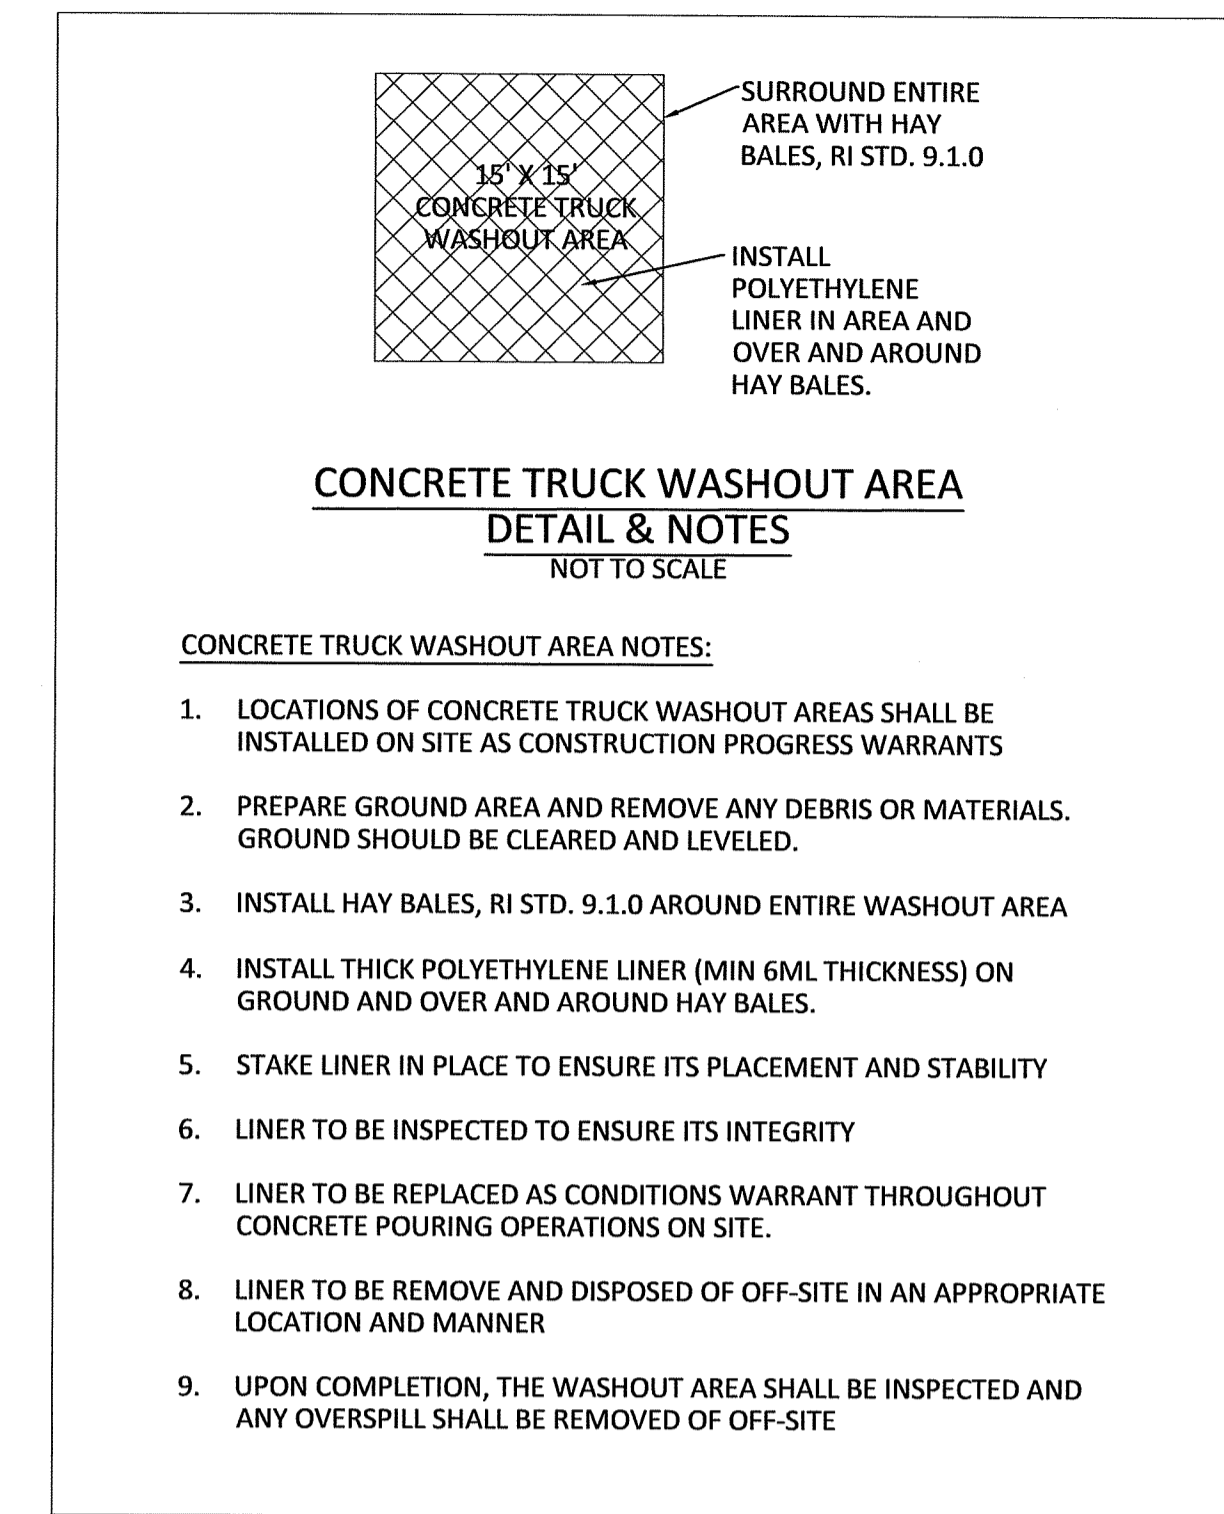 15' X 15'
CONCRETE TRUCK
WASHOUT AREA
SURROUND ENTIRE
AREA WITH HAY
BALES, RI STD. 9.1.0
INSTALL
POLYETHYLENE
LINER IN AREA AND
OVER AND AROUND
HAY BALES.
CONCRETE TRUCK WASHOUT AREA
DETAIL & NOTES
NOT TO SCALE
CONCRETE TRUCK WASHOUT AREA NOTES:
1. LOCATIONS OF CONCRETE TRUCK WASHOUT AREAS SHALL BE
INSTALLED ON SITE AS CONSTRUCTION PROGRESS WARRANTS
2. PREPARE GROUND AREA AND REMOVE ANY DEBRIS OR MATERIALS.
GROUND SHOULD BE CLEARED AND LEVELED.
3. INSTALL HAY BALES, RI STD. 9.1.0 AROUND ENTIRE WASHOUT AREA
4. INSTALL THICK POLYETHYLENE LINER (MIN 6ML THICKNESS) ON
GROUND AND OVER AND AROUND HAY BALES.
5. STAKE LINER IN PLACE TO ENSURE ITS PLACEMENT AND STABILITY
6. LINER TO BE INSPECTED TO ENSURE ITS INTEGRITY
7. LINER TO BE REPLACED AS CONDITIONS WARRANT THROUGHOUT
CONCRETE POURING OPERATIONS ON SITE.
8. LINER TO BE REMOVE AND DISPOSED OF OFF-SITE IN AN APPROPRIATE
LOCATION AND MANNER
9. UPON COMPLETION, THE WASHOUT AREA SHALL BE INSPECTED AND
ANY OVERSPILL SHALL BE REMOVED OF OFF-SITE